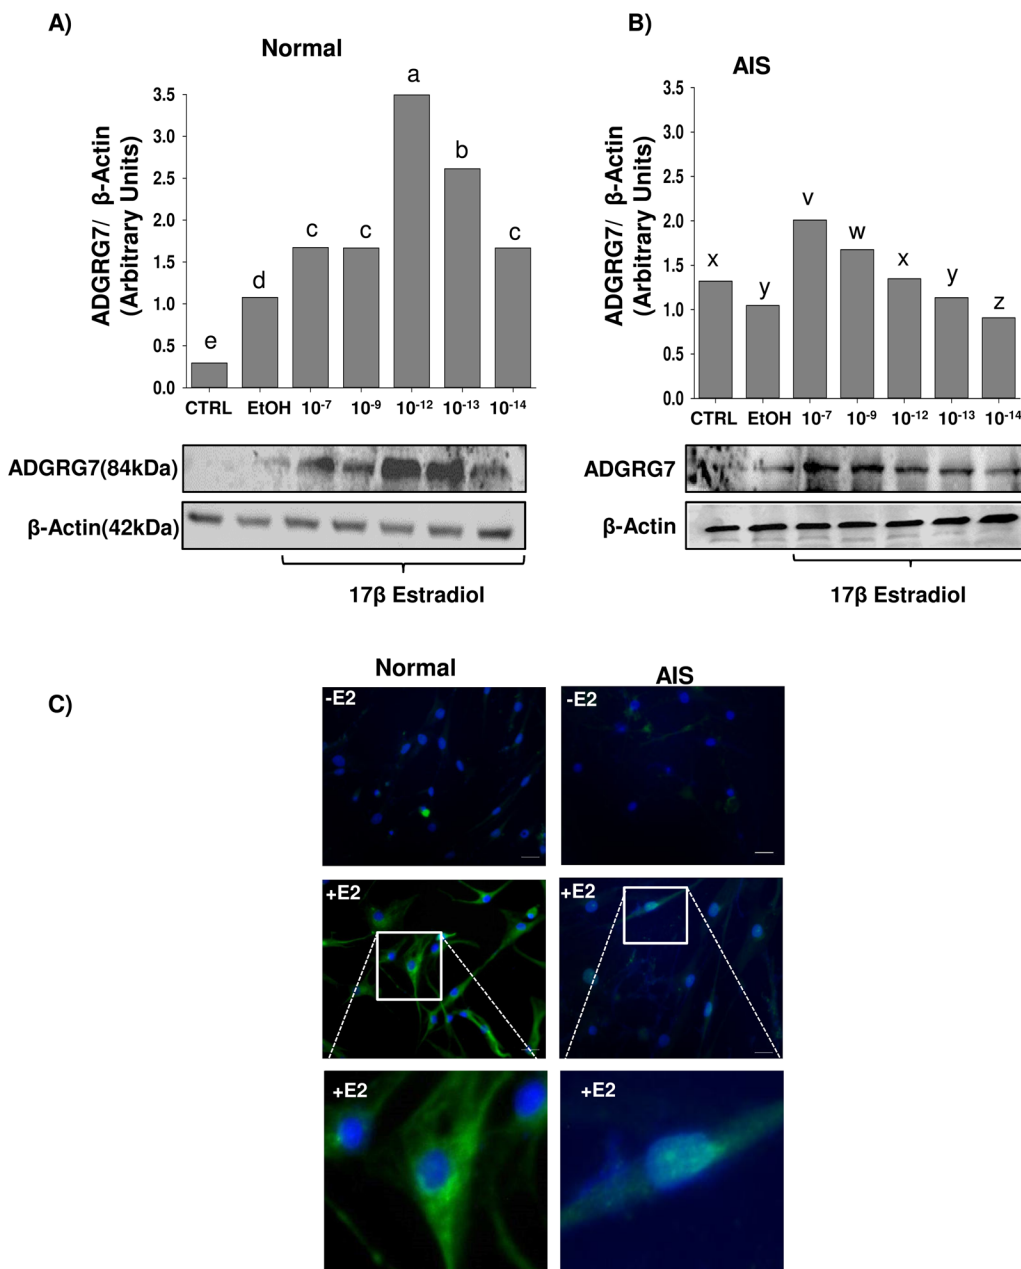 A)
Normal
ADGRG7/ β-Actin
(Arbitrary Units)
3.5
3.0
2.5
2.0
1.5
1.0
0.5
0.0
e
d
c
c
a
b
c
CTRL EtOH 10⁻⁷ 10⁻⁹ 10⁻¹² 10⁻¹³ 10⁻¹⁴
ADGRG7(84kDa)
β-Actin(42kDa)
17β Estradiol
B)
AIS
ADGRG7/ β-Actin
(Arbitrary Units)
3.5
3.0
2.5
2.0
1.5
1.0
0.5
0.0
x
y
v
w
x
y
z
CTRL EtOH 10⁻⁷ 10⁻⁹ 10⁻¹² 10⁻¹³ 10⁻¹⁴
ADGRG7
β-Actin
17β Estradiol
C)
Normal
AIS
-E2
-E2
+E2
+E2
+E2
+E2